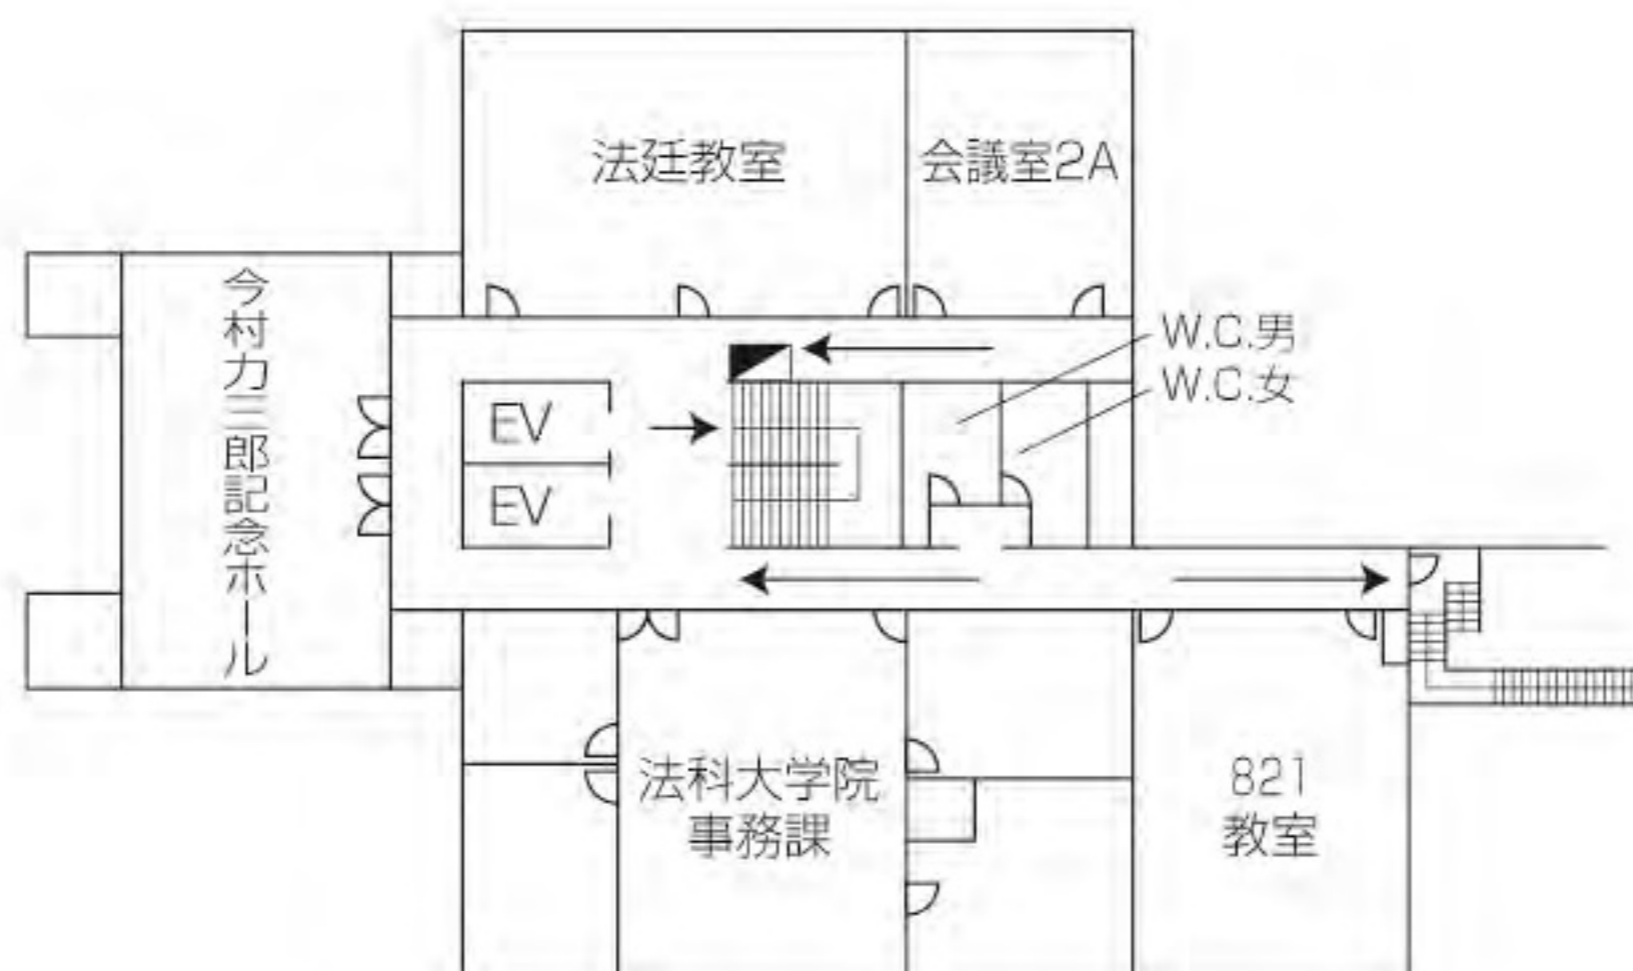 法廷教室
会議室2A
今村力三郎記念ホール
W.C.男
W.C.女
EV
EV
法科大学院
事務課
821
教室